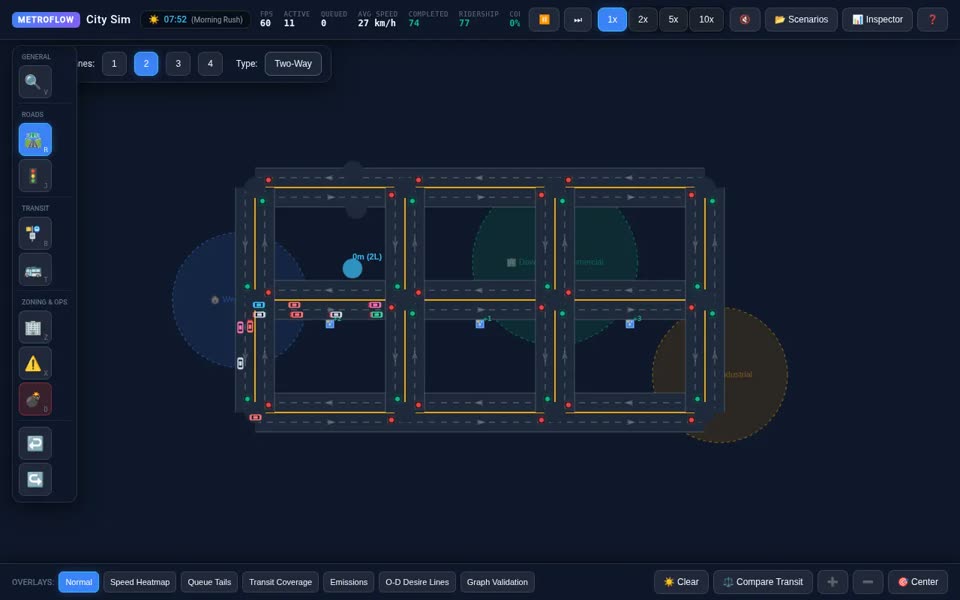 METROFLOW City Sim
07:52 (Morning Rush)
FPS ACTIVE QUEUED AVG SPEED COMPLETED RIDERSHIP
60 11 0 27 km/h 74 77 0%
1x 2x 5x 10x
Scenarios
Inspector
GENERAL
V
ROADS
R
J
TRANSIT
B
T
ZONING & OPS
Z
X
D
nes: 1 2 3 4 Type: Two-Way
0m (2L)
OVERLAYS: Normal Speed Heatmap Queue Tails Transit Coverage Emissions O-D Desire Lines Graph Validation
Clear Compare Transit Center